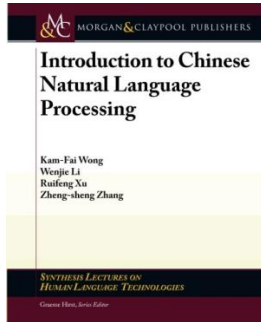 M&C MORGAN&CLAYPOOL PUBLISHERS
Introduction to Chinese
Natural Language
Processing
Kam-Fai Wong
Wenjie Li
Ruifeng Xu
Zheng-sheng Zhang
SYNTHESIS LECTURES ON
HUMAN LANGUAGE TECHNOLOGIES
Graeme Hirst, Series Editor